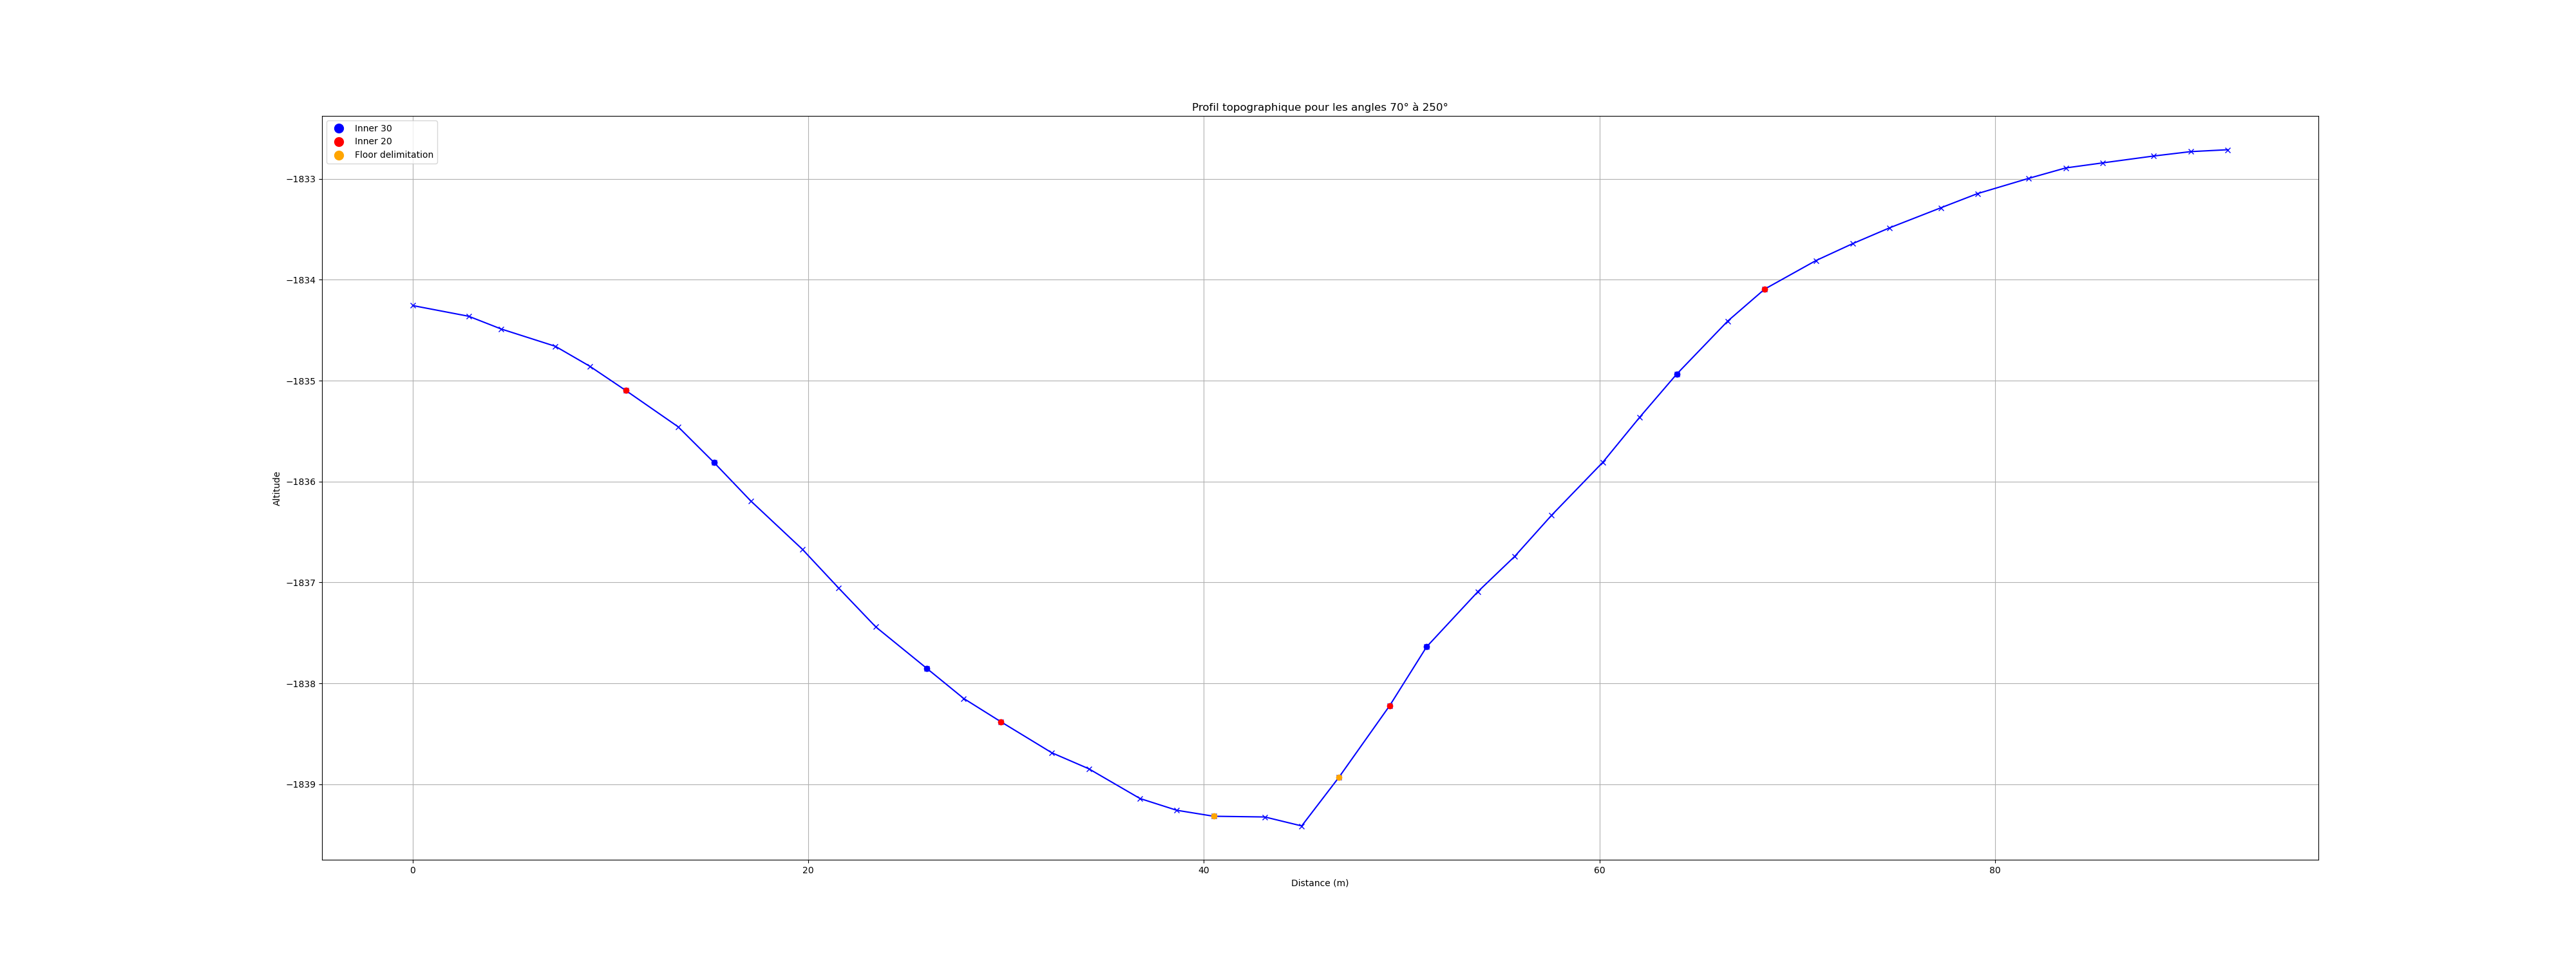 Profil topographique pour les angles 70° à 250°
Inner 30
Inner 20
Floor delimitation
−1833
−1834
−1835
−1836
−1837
−1838
−1839
Altitude
0 20 40 60 80
Distance (m)